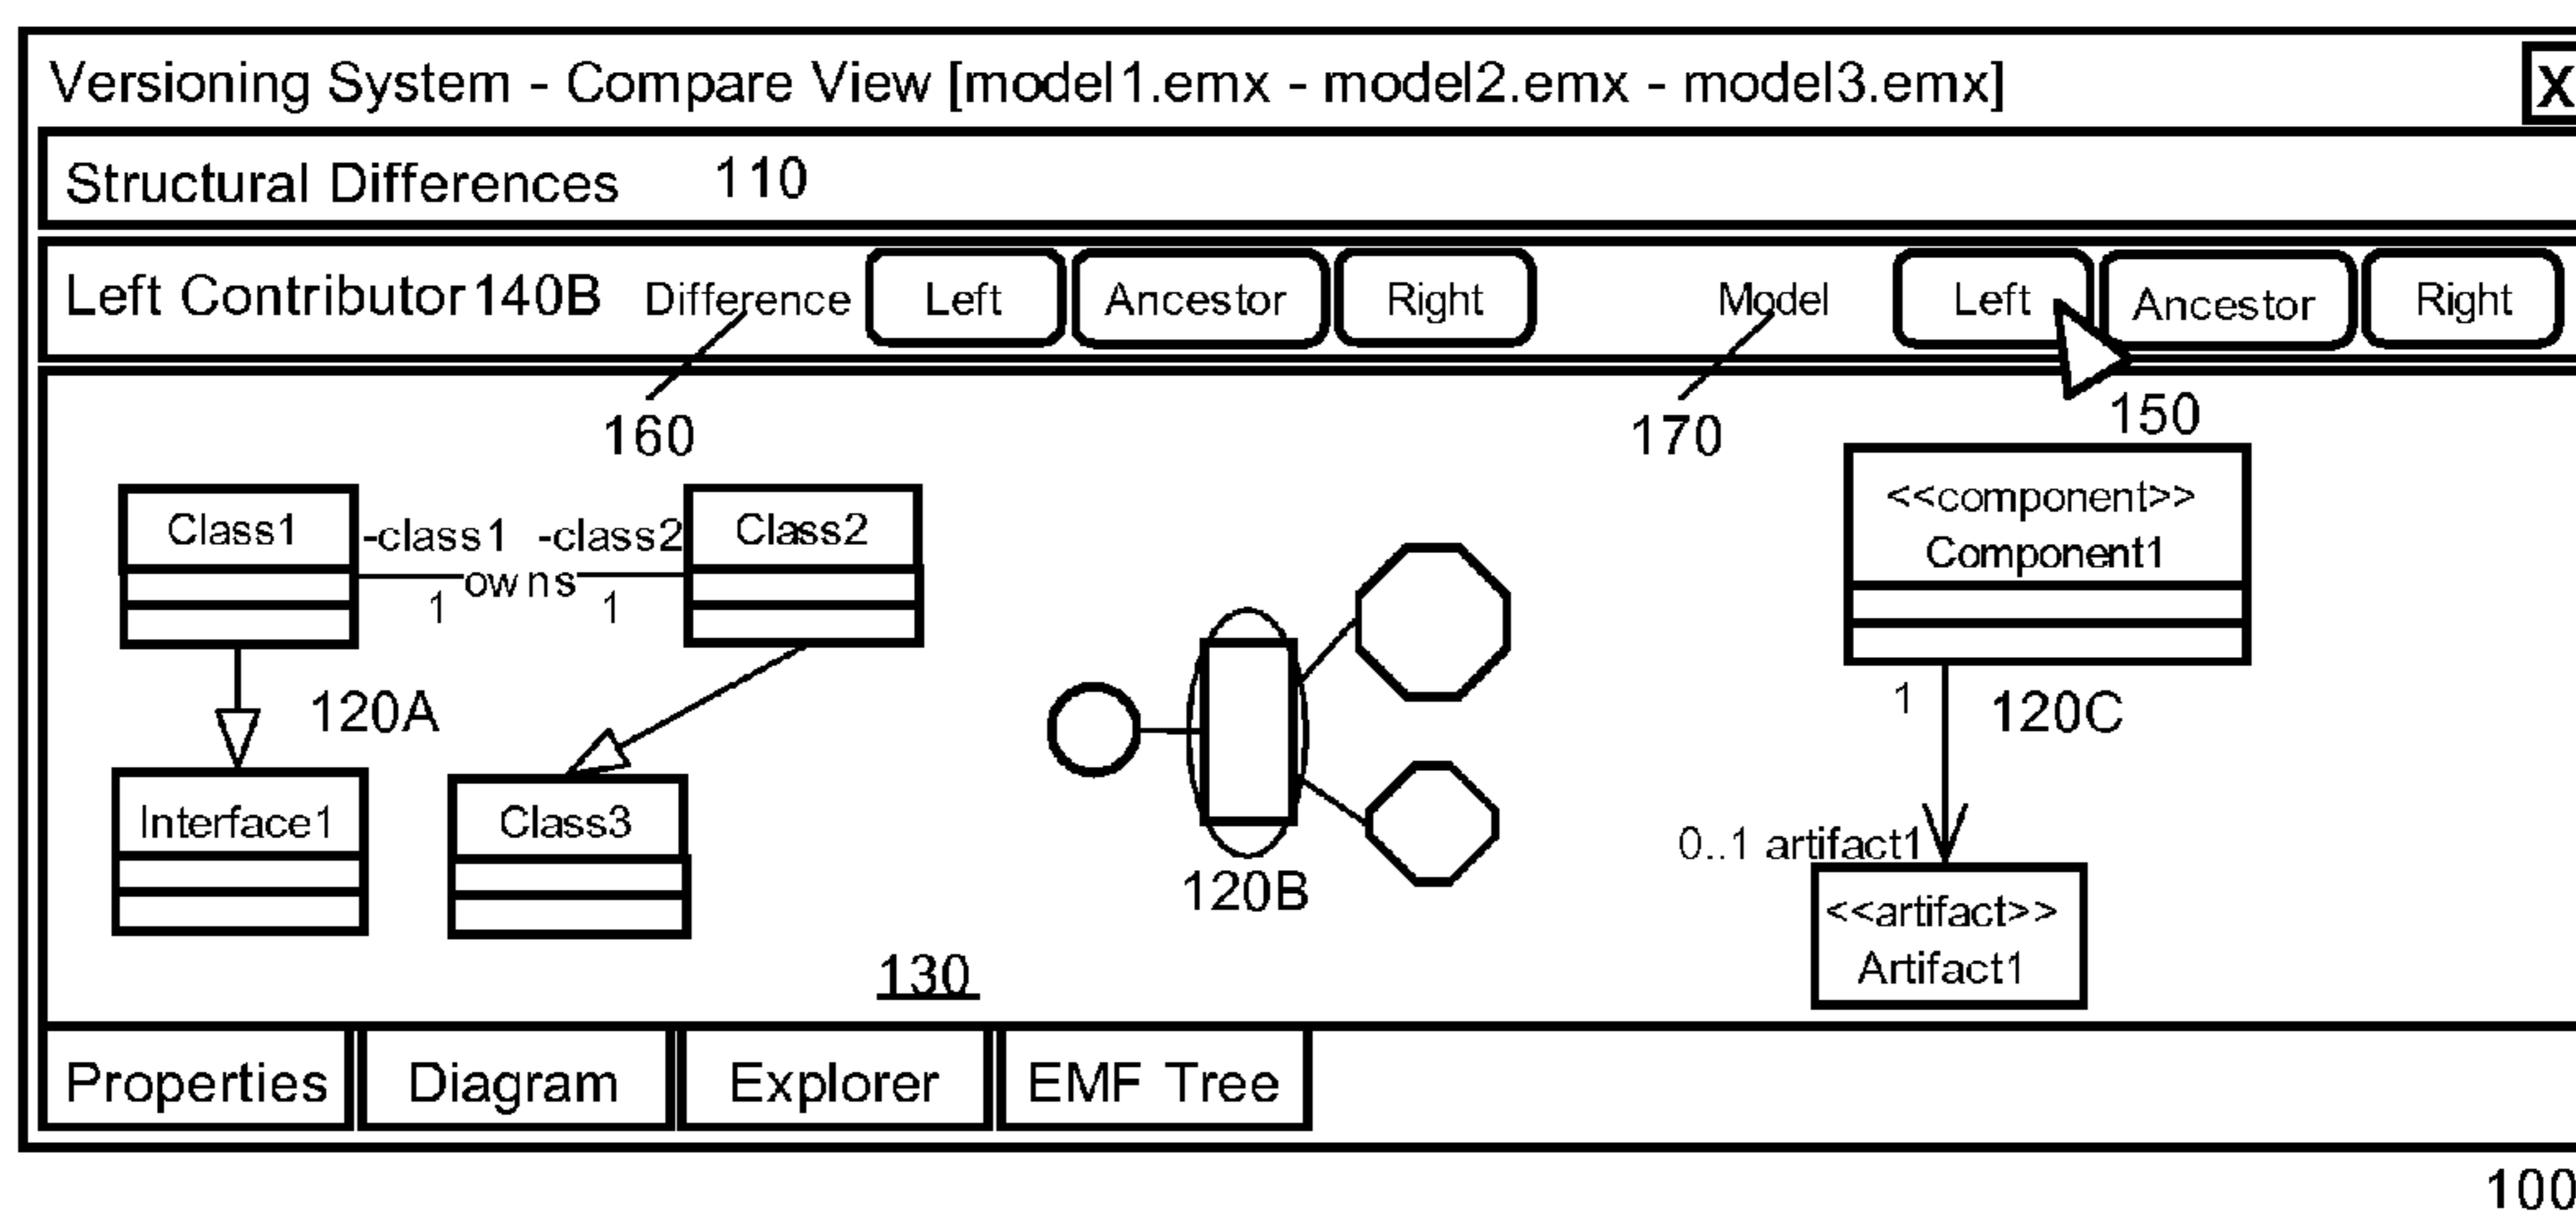 Versioning System - Compare View [model1.emx - model2.emx - model3.emx] X
Structural Differences 110
Left Contributor 140B Difference Left Ancestor Right Model Left Ancestor Right
160 170 150
Class1 -class1 -class2 Class2
owns
1 1
<<component>>
Component1
120A 1 120C
Interface1 Class3
0..1 artifact1
120B
<<artifact>>
Artifact1
130
Properties Diagram Explorer EMF Tree
100